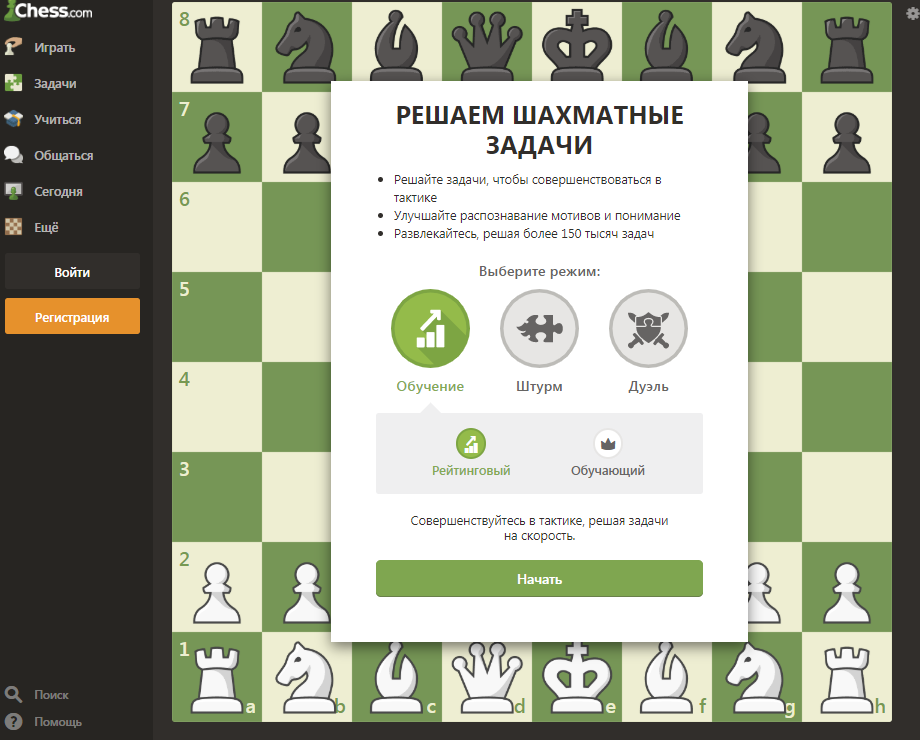 Chess.com
Играть
Задачи
Учиться
Общаться
Сегодня
Ещё
Войти
Регистрация
Поиск
Помощь
8
7
6
5
4
3
2
1
a
b
c
d
e
f
g
h
РЕШАЕМ ШАХМАТНЫЕ
ЗАДАЧИ
Решайте задачи, чтобы совершенствоваться в
тактике
Улучшайте распознавание мотивов и понимание
Развлекайтесь, решая более 150 тысяч задач
Выберите режим:
Обучение
Штурм
Дуэль
Рейтинговый
Обучающий
Совершенствуйтесь в тактике, решая задачи
на скорость.
Начать